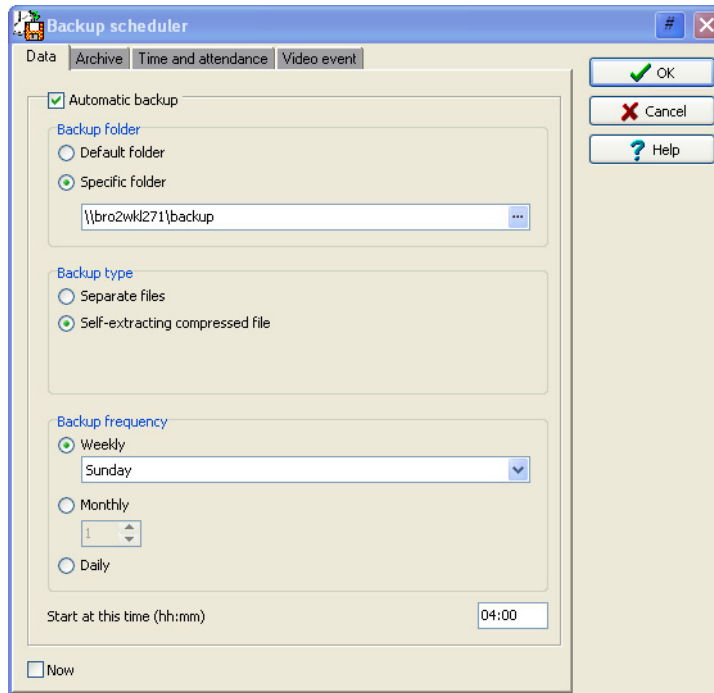 Backup scheduler #
Data Archive Time and attendance Video event
OK
Cancel
Help
Automatic backup
Backup folder
Default folder
Specific folder
\\bro2wkl271\backup ...
Backup type
Separate files
Self-extracting compressed file
Backup frequency
Weekly
Sunday
Monthly
1
Daily
Start at this time (hh:mm) 04:00
Now